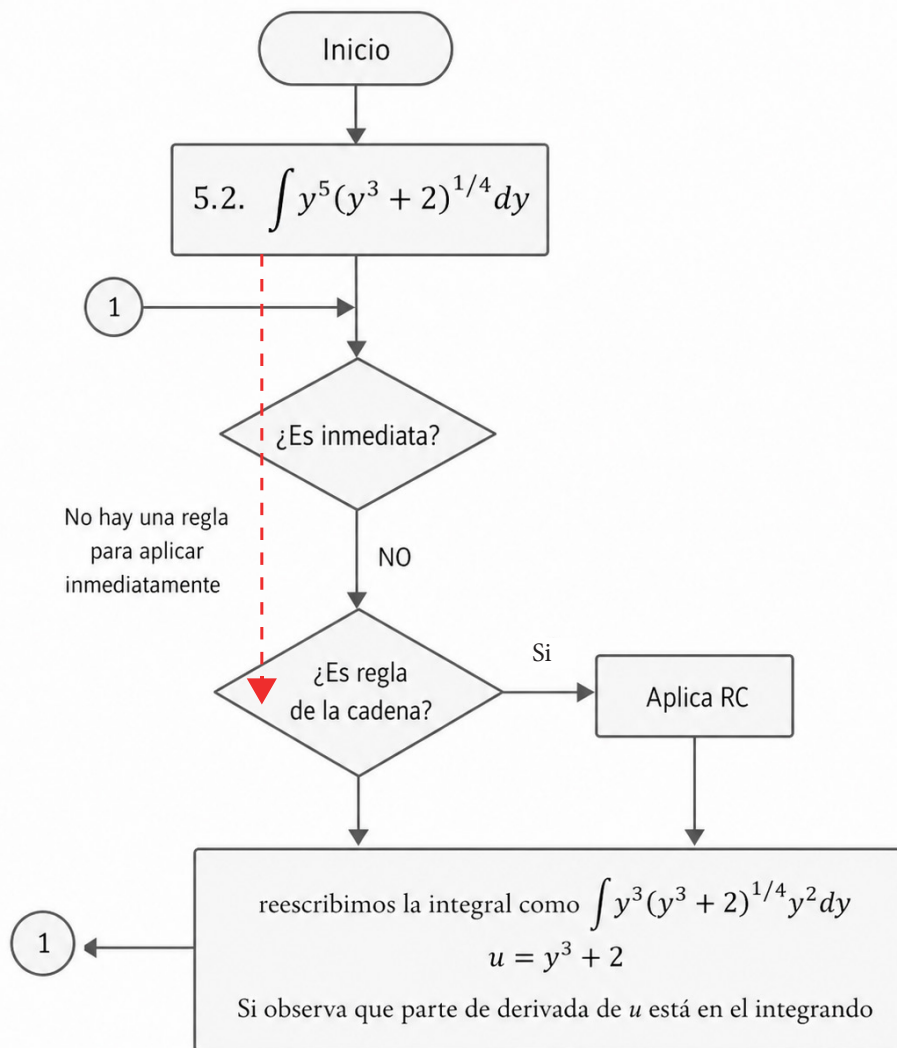 Inicio
5.2. ∫ y⁵(y³ + 2)^{1/4} dy
1
¿Es inmediata?
No hay una regla
para aplicar
inmediatamente
NO
¿Es regla
de la cadena?
Si
Aplica RC
reescribimos la integral como ∫ y³(y³ + 2)^{1/4} y² dy
u = y³ + 2
Si observa que parte de derivada de u está en el integrando
1